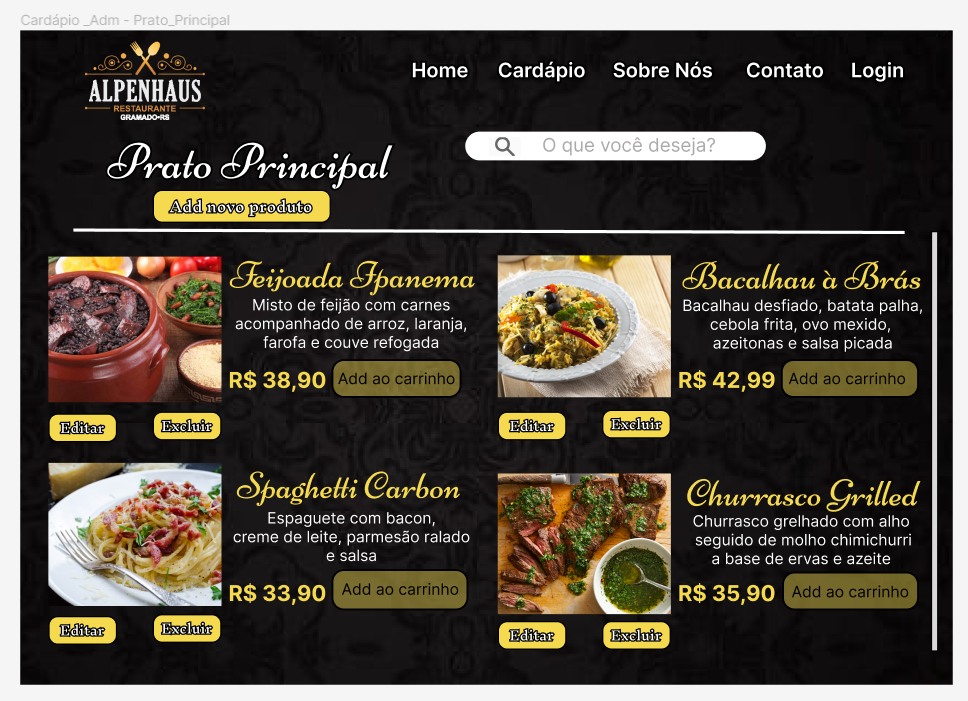 Cardápio _Adm - Prato_Principal
ALPENHAUS
RESTAURANTE
GRAMADO•RS
Home
Cardápio
Sobre Nós
Contato
Login
O que você deseja?
Prato Principal
Add novo produto
Feijoada Ipanema
Misto de feijão com carnes
acompanhado de arroz, laranja,
farofa e couve refogada
R$ 38,90
Add ao carrinho
Editar
Excluir
Bacalhau à Brás
Bacalhau desfiado, batata palha,
cebola frita, ovo mexido,
azeitonas e salsa picada
R$ 42,99
Add ao carrinho
Editar
Excluir
Spaghetti Carbon
Espaguete com bacon,
creme de leite, parmesão ralado
e salsa
R$ 33,90
Add ao carrinho
Editar
Excluir
Churrasco Grilled
Churrasco grelhado com alho
seguido de molho chimichurri
a base de ervas e azeite
R$ 35,90
Add ao carrinho
Editar
Excluir